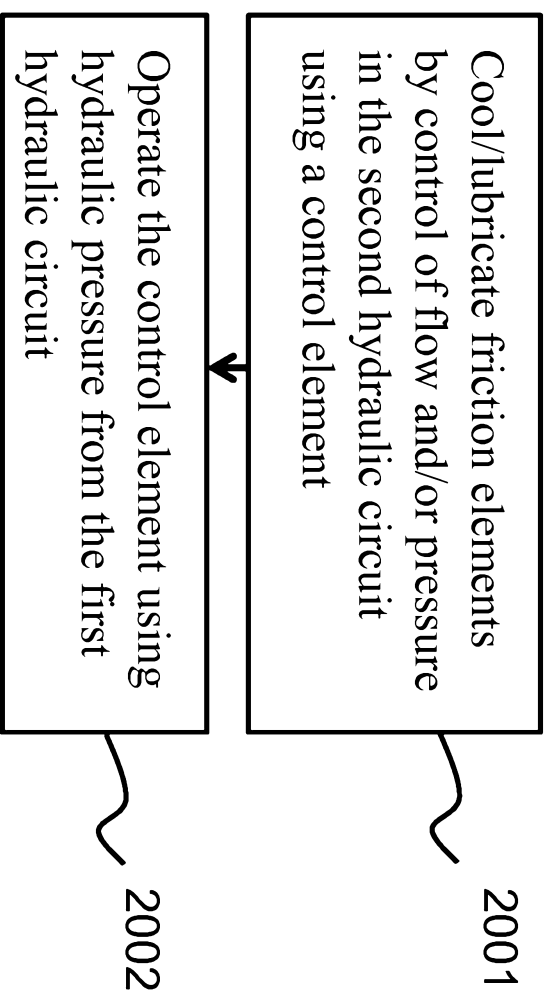 Cool/lubricate friction elements
by control of flow and/or pressure
in the second hydraulic circuit
using a control element
2001
Operate the control element using
hydraulic pressure from the first
hydraulic circuit
2002